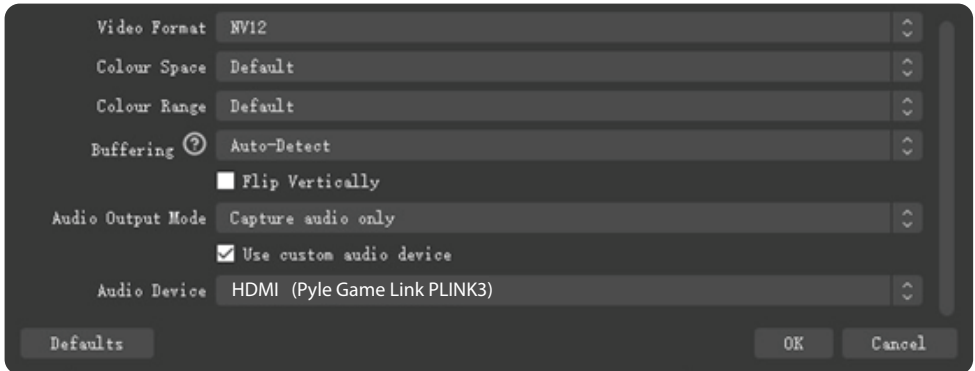 Video Format NV12
Colour Space Default
Colour Range Default
Buffering ? Auto-Detect
Flip Vertically
Audio Output Mode Capture audio only
Use custom audio device
Audio Device HDMI (Pyle Game Link PLINK3)
Defaults OK Cancel